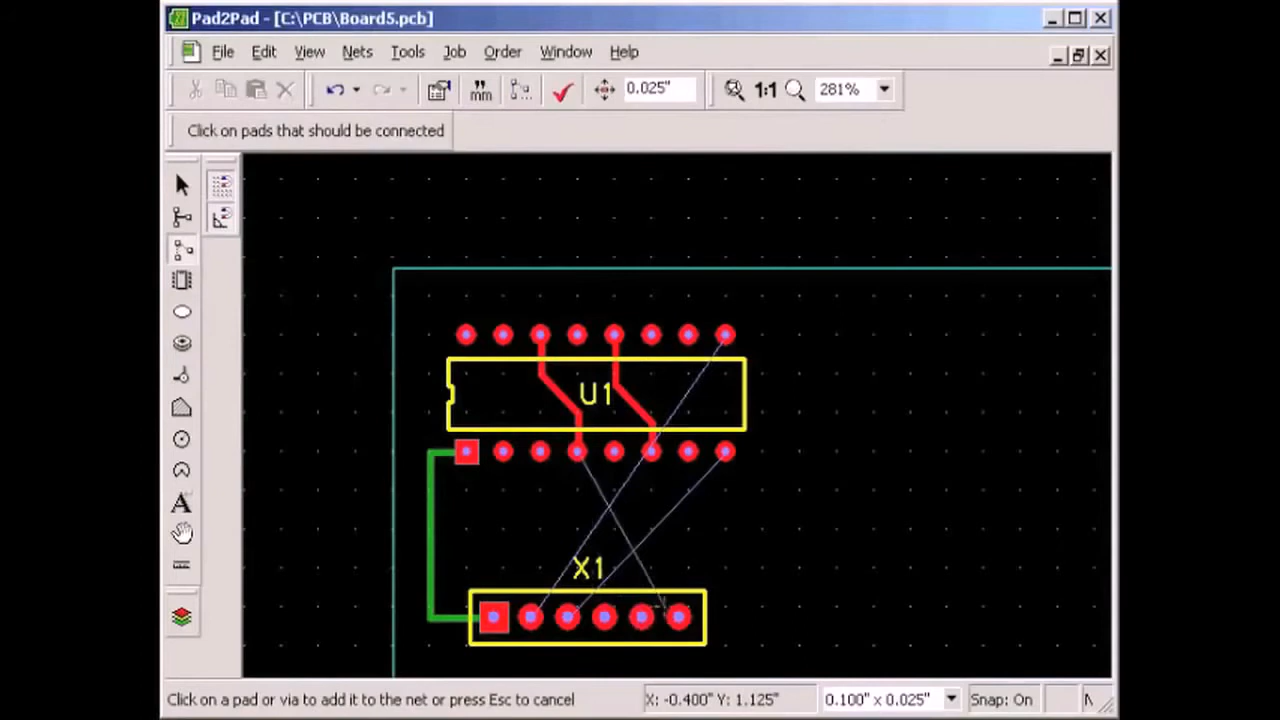 Pad2Pad - [C:\PCB\Board5.pcb]
File Edit View Nets Tools Job Order Window Help
mm 0.025" 1:1 281%
Click on pads that should be connected
U1
X1
A
Click on a pad or via to add it to the net or press Esc to cancel X: -0.400" Y: 1.125" 0.100" x 0.025" Snap: On